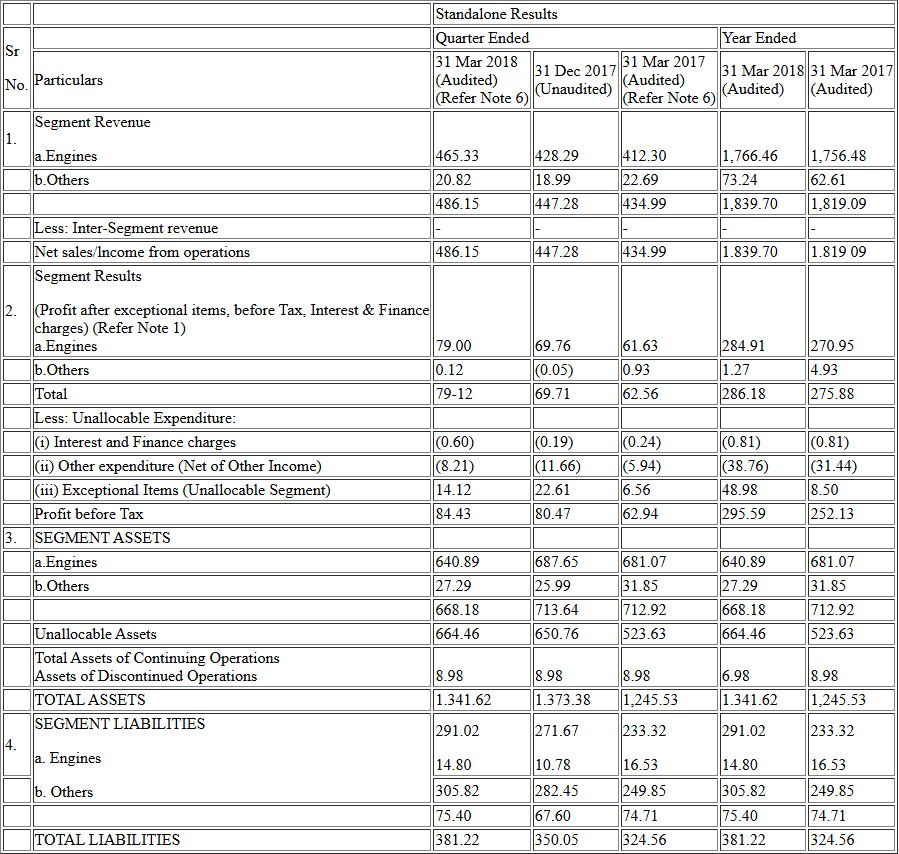 Standalone Results
Quarter Ended Year Ended
Sr No. Particulars 31 Mar 2018 (Audited) (Refer Note 6) 31 Dec 2017 (Unaudited) 31 Mar 2017 (Audited) (Refer Note 6) 31 Mar 2018 (Audited) 31 Mar 2017 (Audited)
1. Segment Revenue
a.Engines 465.33 428.29 412.30 1,766.46 1,756.48
b.Others 20.82 18.99 22.69 73.24 62.61
486.15 447.28 434.99 1,839.70 1,819.09
Less: Inter-Segment revenue - - - - -
Net sales/Income from operations 486.15 447.28 434.99 1.839.70 1.819 09
2. Segment Results
(Profit after exceptional items, before Tax, Interest & Finance
charges) (Refer Note 1)
a.Engines 79.00 69.76 61.63 284.91 270.95
b.Others 0.12 (0.05) 0.93 1.27 4.93
Total 79-12 69.71 62.56 286.18 275.88
Less: Unallocable Expenditure:
(i) Interest and Finance charges (0.60) (0.19) (0.24) (0.81) (0.81)
(ii) Other expenditure (Net of Other Income) (8.21) (11.66) (5.94) (38.76) (31.44)
(iii) Exceptional Items (Unallocable Segment) 14.12 22.61 6.56 48.98 8.50
Profit before Tax 84.43 80.47 62.94 295.59 252.13
3. SEGMENT ASSETS
a.Engines 640.89 687.65 681.07 640.89 681.07
b.Others 27.29 25.99 31.85 27.29 31.85
668.18 713.64 712.92 668.18 712.92
Unallocable Assets 664.46 650.76 523.63 664.46 523.63
Total Assets of Continuing Operations
Assets of Discontinued Operations 8.98 8.98 8.98 6.98 8.98
TOTAL ASSETS 1.341.62 1.373.38 1,245.53 1.341.62 1,245.53
4. SEGMENT LIABILITIES 291.02 271.67 233.32 291.02 233.32
a. Engines 14.80 10.78 16.53 14.80 16.53
b. Others 305.82 282.45 249.85 305.82 249.85
75.40 67.60 74.71 75.40 74.71
TOTAL LIABILITIES 381.22 350.05 324.56 381.22 324.56